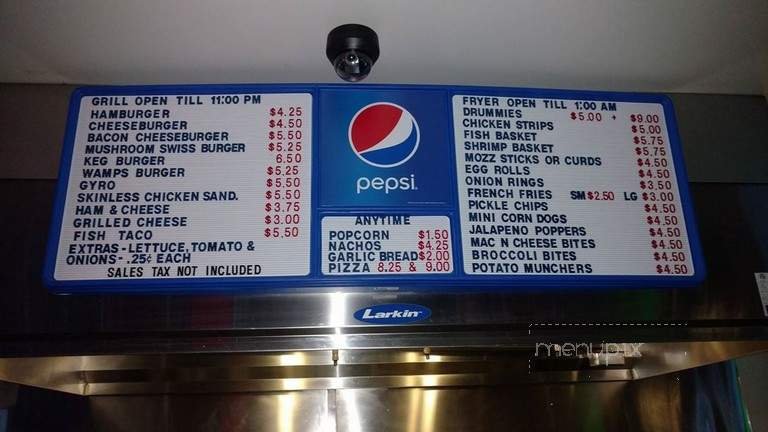 GRILL OPEN TILL 11:00 PM
HAMBURGER $4.25
CHEESEBURGER $4.50
BACON CHEESEBURGER $5.50
MUSHROOM SWISS BURGER $5.25
KEG BURGER 6.50
WAMPS BURGER $5.25
GYRO $5.50
SKINLESS CHICKEN SAND. $5.50
HAM & CHEESE $3.75
GRILLED CHEESE $3.00
FISH TACO $5.50
EXTRAS - LETTUCE, TOMATO &
ONIONS - .25¢ EACH
SALES TAX NOT INCLUDED
pepsi
ANYTIME
POPCORN $1.50
NACHOS $4.25
GARLIC BREAD $2.00
PIZZA 8.25 & 9.00
FRYER OPEN TILL 1:00 AM
DRUMMIES $5.00 + $9.00
CHICKEN STRIPS $5.00
FISH BASKET $5.75
SHRIMP BASKET $5.75
MOZZ STICKS OR CURDS $4.50
EGG ROLLS $4.50
ONION RINGS $3.50
FRENCH FRIES SM $2.50 LG $3.00
PICKLE CHIPS $4.50
MINI CORN DOGS $4.50
JALAPENO POPPERS $4.50
MAC N CHEESE BITES $4.50
BROCCOLI BITES $4.50
POTATO MUNCHERS $4.50
Larkin
menupix